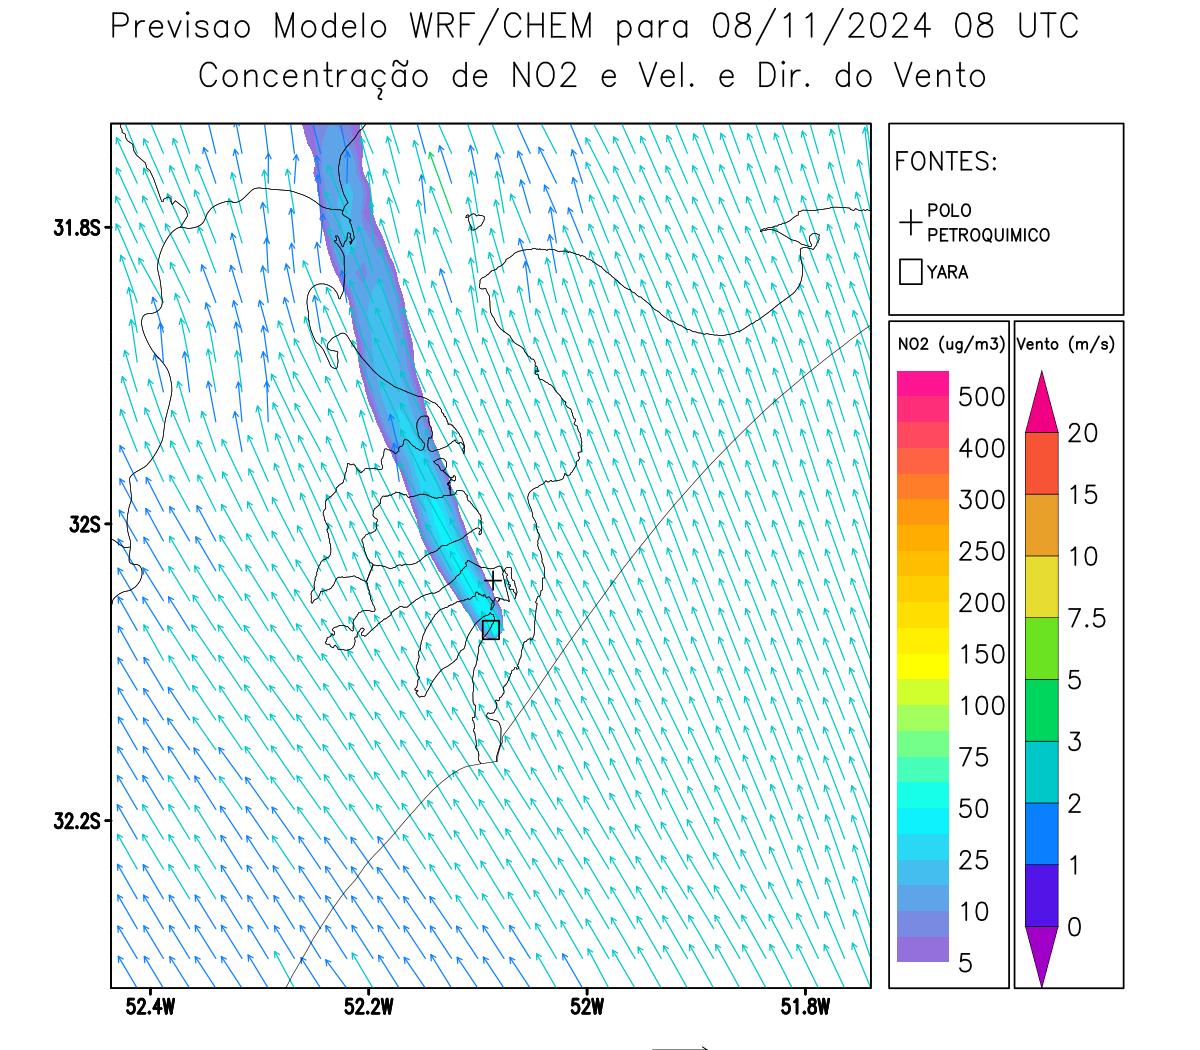 Previsao Modelo WRF/CHEM para 08/11/2024 08 UTC
Concentração de NO2 e Vel. e Dir. do Vento
FONTES:
POLO
PETROQUIMICO
YARA
NO2 (ug/m3)
500
400
300
250
200
150
100
75
50
25
10
5
Vento (m/s)
20
15
10
7.5
5
3
2
1
0
31.8S
32S
32.2S
52.4W 52.2W 52W 51.8W